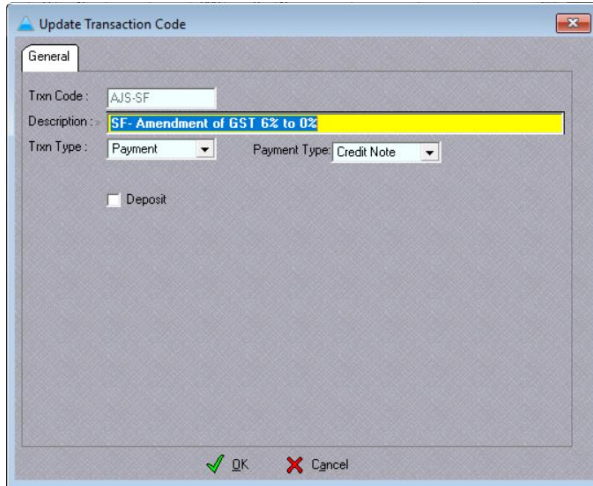 Update Transaction Code
General
Trxn Code : AJS-SF
Description : SF- Amendment of GST 6% to 0%
Trxn Type : Payment Payment Type: Credit Note
Deposit
OK Cancel